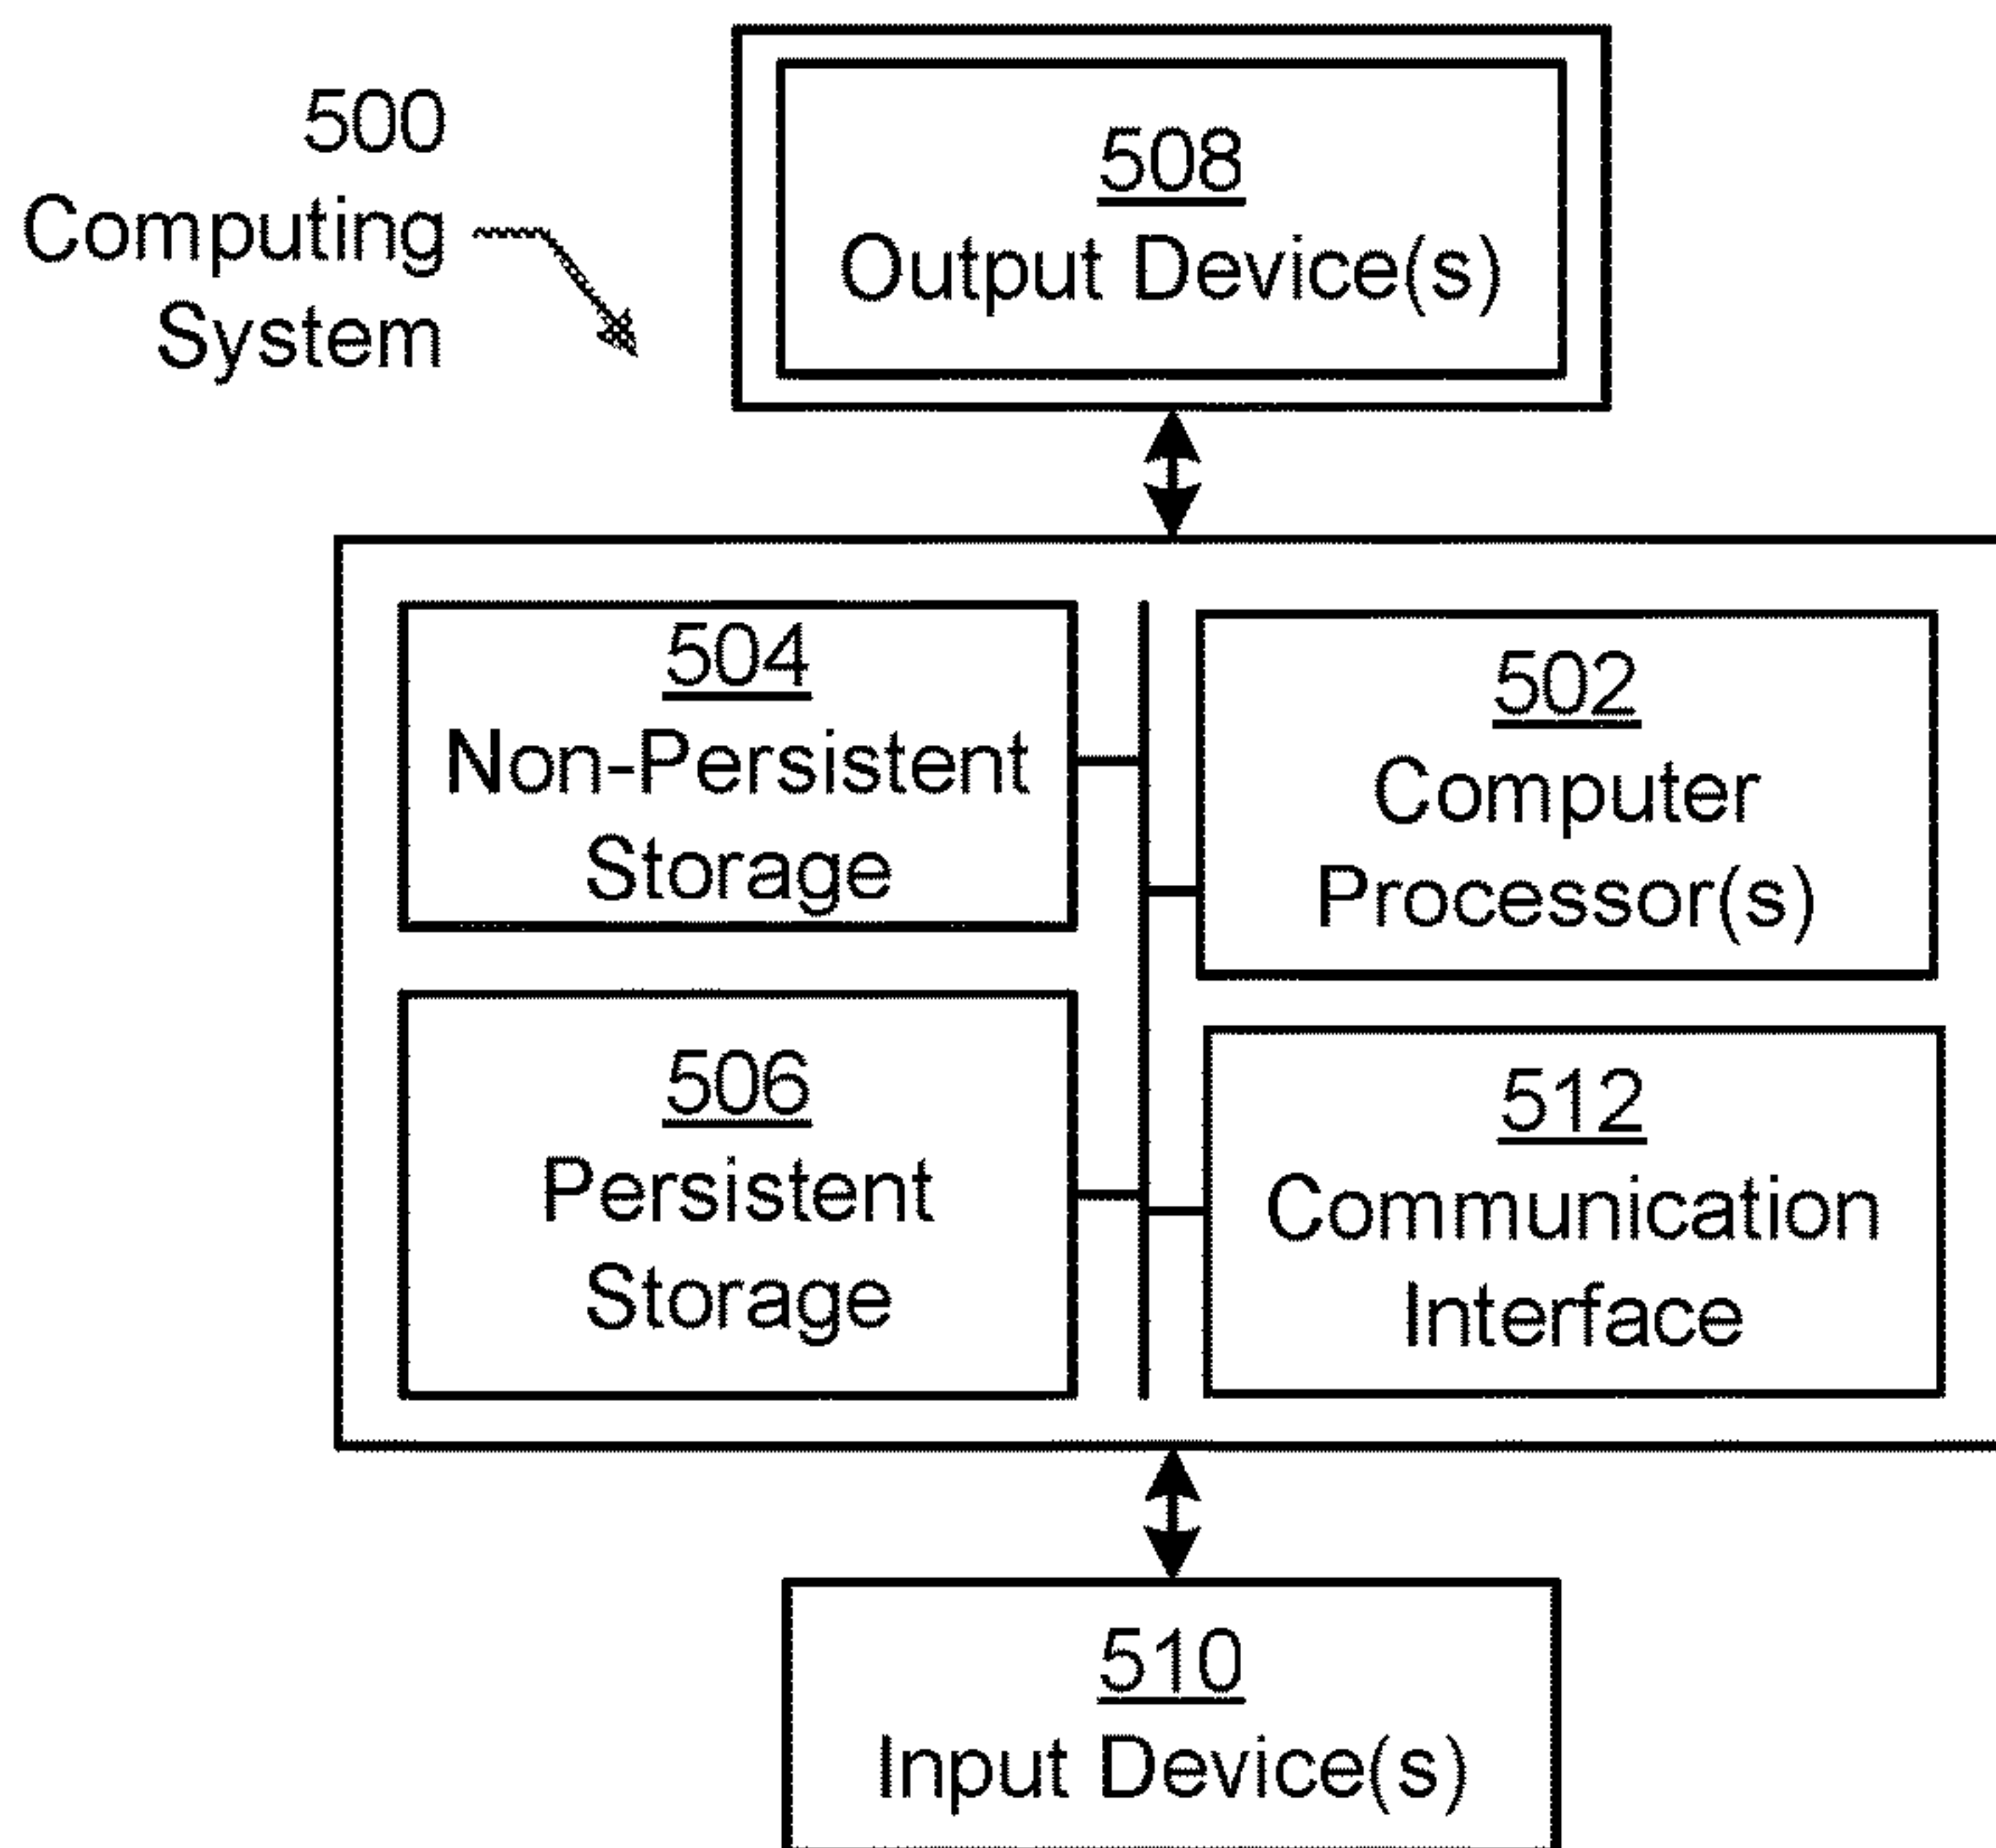 500
Computing
System
508
Output Device(s)
504
Non-Persistent
Storage
502
Computer
Processor(s)
506
Persistent
Storage
512
Communication
Interface
510
Input Device(s)